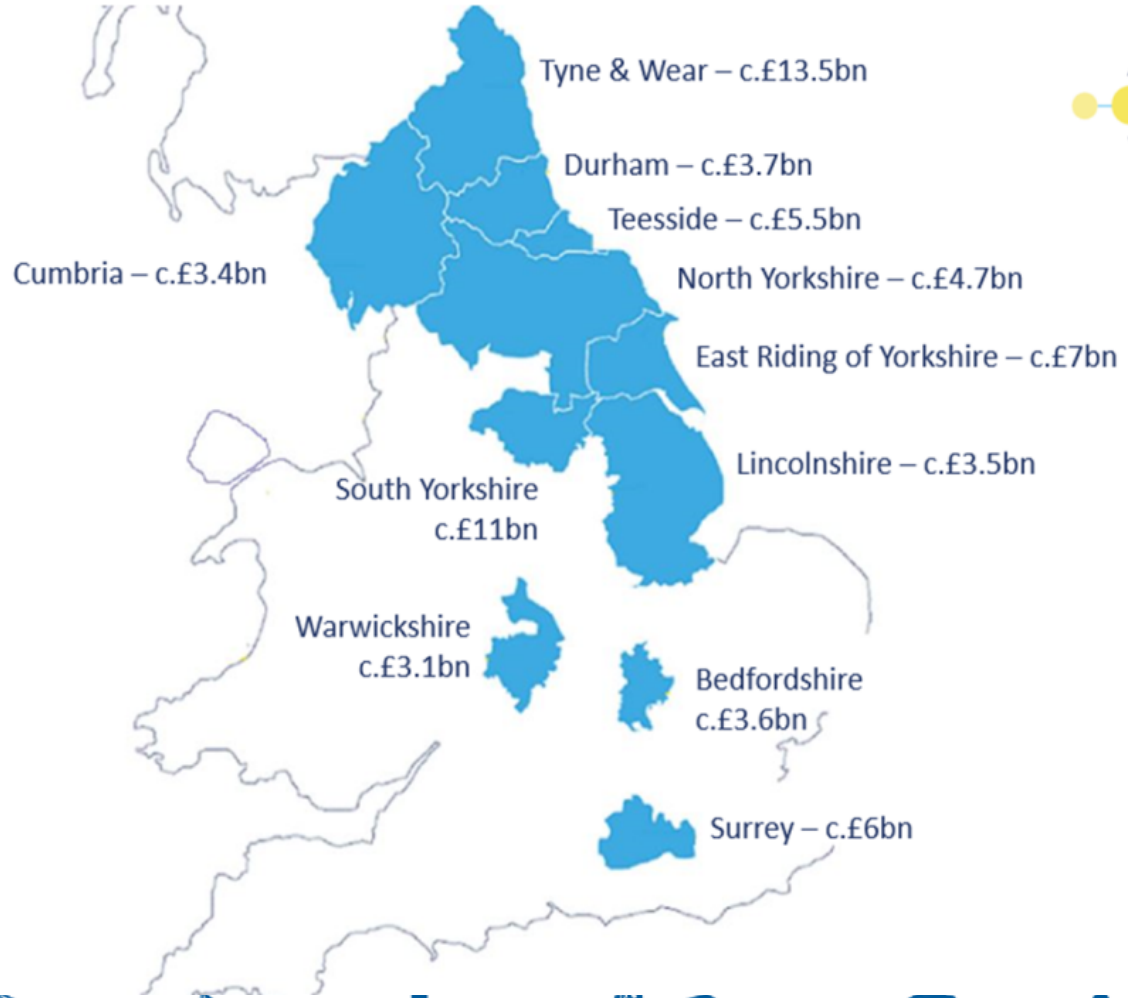 Tyne & Wear – c.£13.5bn
Durham – c.£3.7bn
Teesside – c.£5.5bn
Cumbria – c.£3.4bn
North Yorkshire – c.£4.7bn
East Riding of Yorkshire – c.£7bn
Lincolnshire – c.£3.5bn
South Yorkshire
c.£11bn
Warwickshire
c.£3.1bn
Bedfordshire
c.£3.6bn
Surrey – c.£6bn